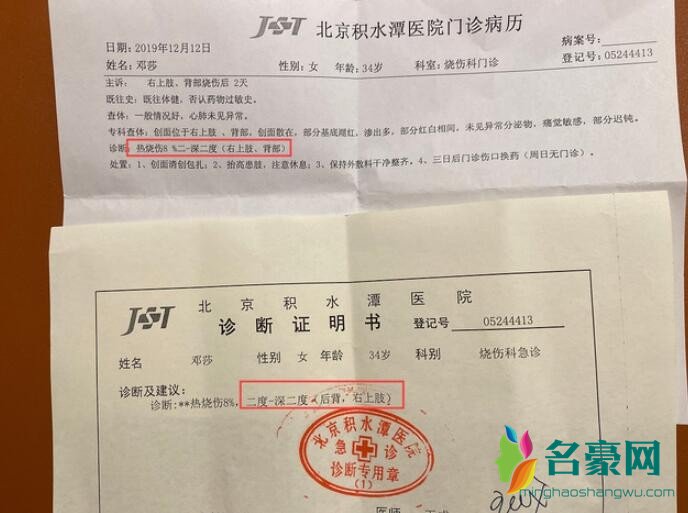 JST 北京积水潭医院门诊病历
日期：2019年12月12日 病案号：
姓名：邓莎 性别：女 年龄：34岁 科室：烧伤科门诊 登记号：05244413
主诉： 右上肢、背部烧伤后 2天
既往史：既往体健，否认药物过敏史。
查体：一般情况好，心肺未见异常。
专科查体：创面位于右上肢 、背部，创面散在，部分基底潮红，渗出多，部分红白相间，未见异常分泌物，痛觉敏感，部分迟钝。
诊断：热烧伤8 %二-深二度（右上肢、背部）
处置：1、创面清创包扎；2、抬高患肢，注意休息；3、保持外敷料干净整齐。4、三日后门诊伤口换药（周日无门诊）。
JST 北京积水潭医院
诊断证明书 登记号 05244413
姓名 邓莎 性别 女 年龄 34岁 科别 烧伤科急诊
诊断及建议：
诊断:**热烧伤8%，二度-深二度（后背，右上肢）
北京积水潭医院
急诊
诊断专用章
（1）
医师
名豪网
minghaoshangwu.com